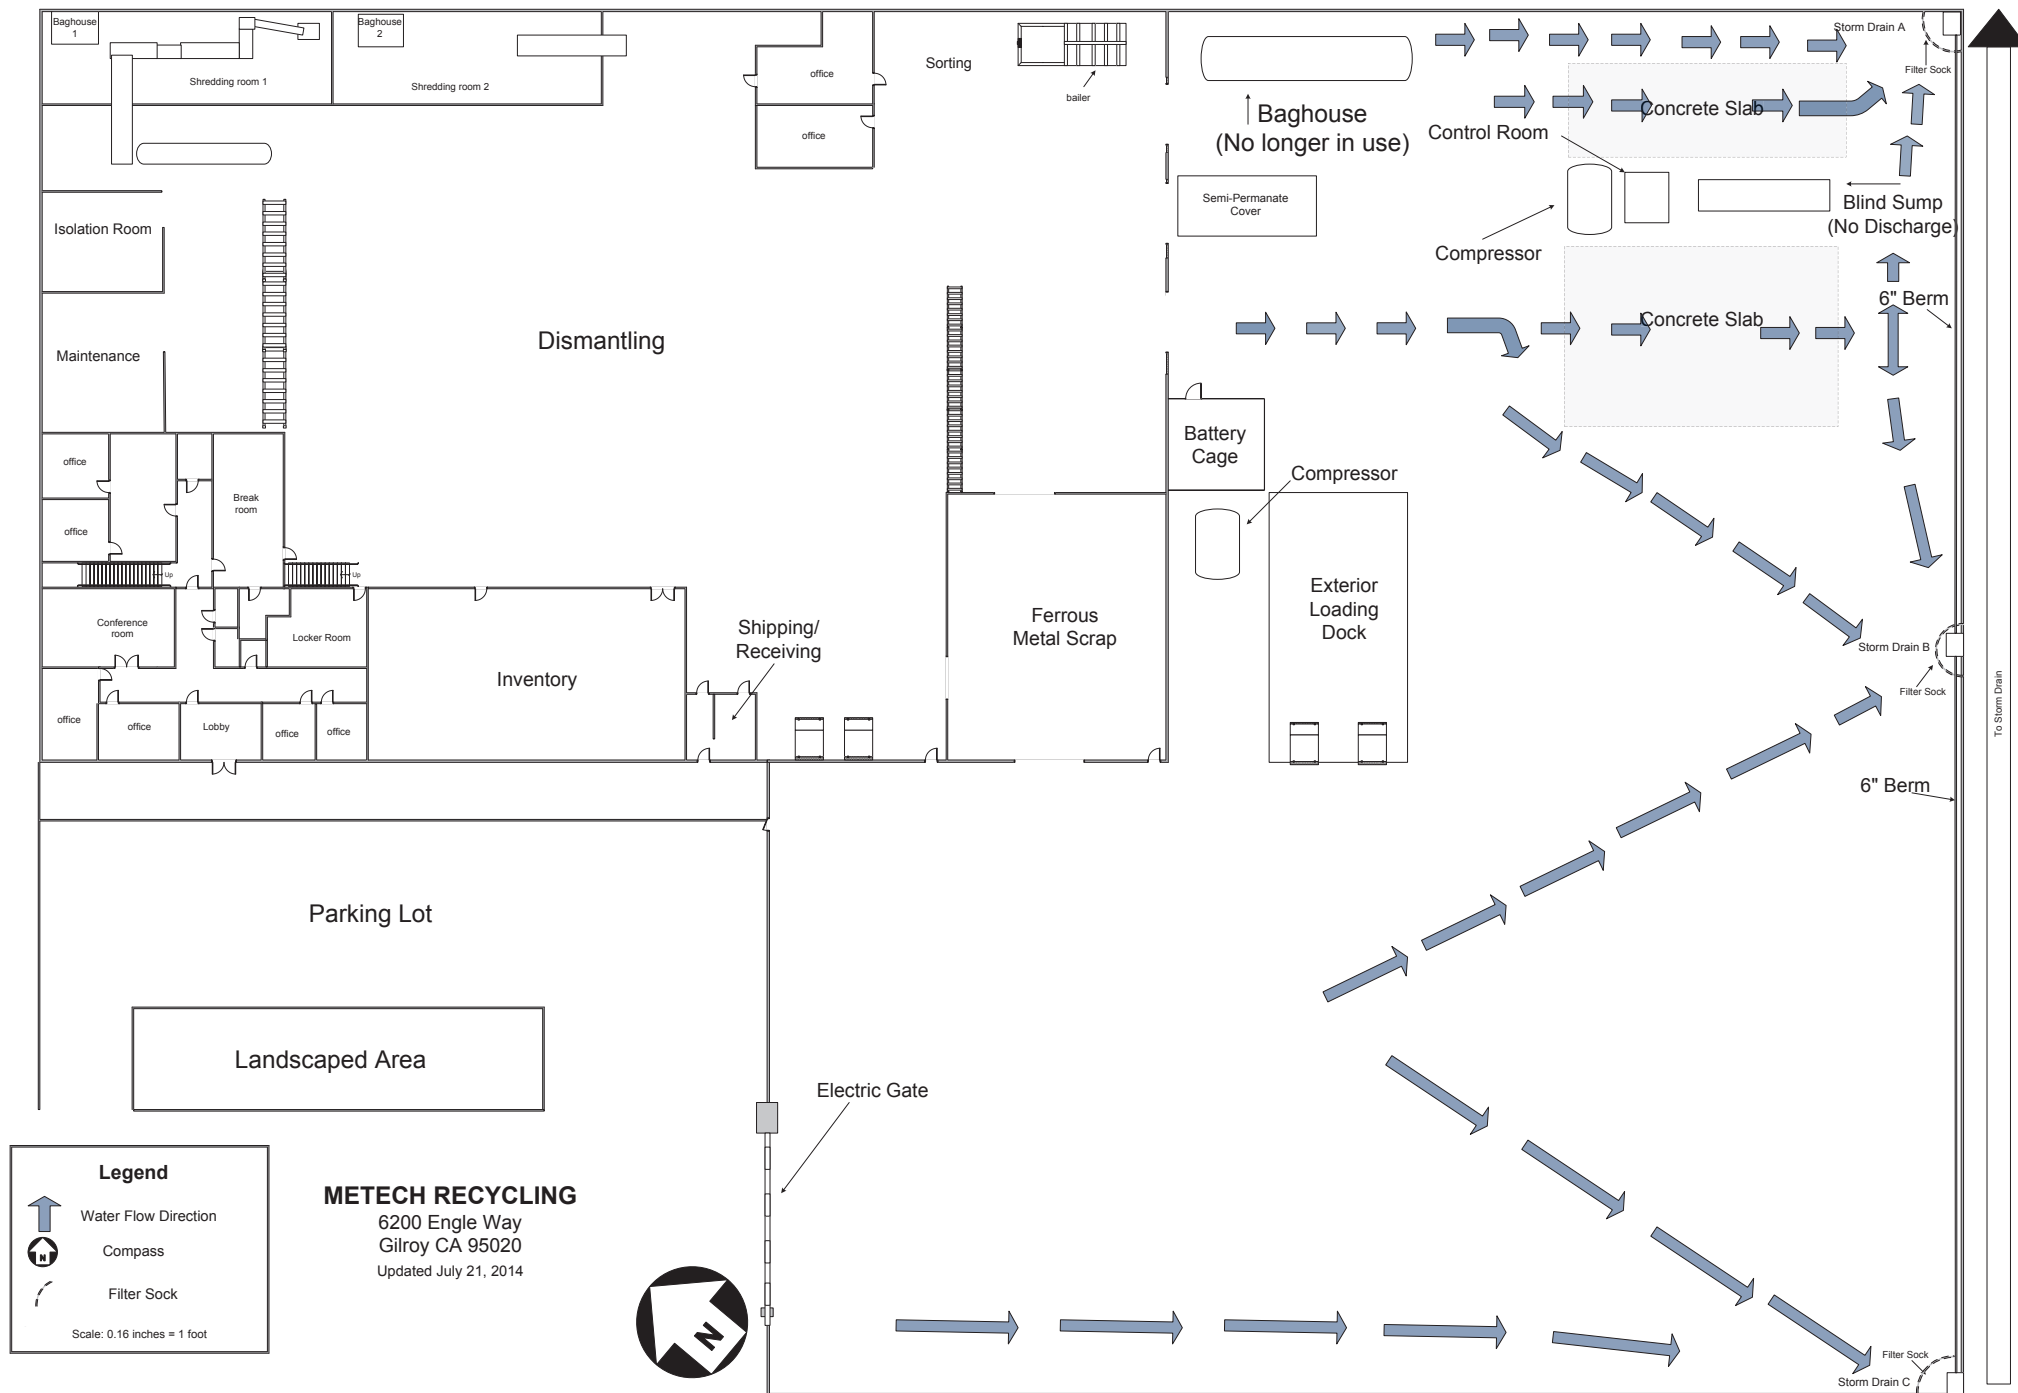 Baghouse
1
Baghouse
2
Shredding room 1
Shredding room 2
office
office
Sorting
bailer
Storm Drain A
Filter Sock
Baghouse
(No longer in use)
Concrete Slab
Control Room
Semi-Permanate
Cover
Compressor
Blind Sump
(No Discharge)
Isolation Room
Maintenance
Dismantling
6" Berm
Concrete Slab
Battery
Cage
Compressor
office
office
Break
room
Up
Up
Conference
room
Locker Room
Inventory
Shipping/
Receiving
Ferrous
Metal Scrap
Exterior
Loading
Dock
Storm Drain B
Filter Sock
To Storm Drain
office
office
Lobby
office
office
6" Berm
Parking Lot
Landscaped Area
Electric Gate
Legend
Water Flow Direction
N
Compass
Filter Sock
Scale: 0.16 inches = 1 foot
METECH RECYCLING
6200 Engle Way
Gilroy CA 95020
Updated July 21, 2014
N
Filter Sock
Storm Drain C